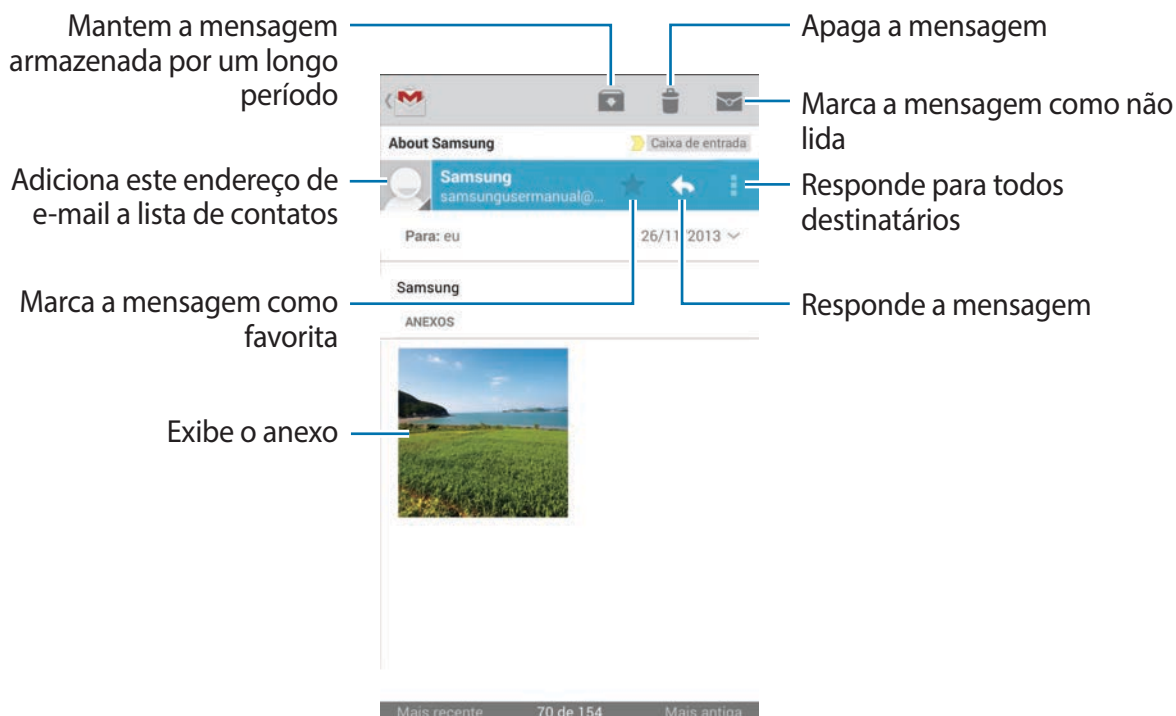 Mantem a mensagem
armazenada por um longo
período
Apaga a mensagem
Marca a mensagem como não
lida
About Samsung
Caixa de entrada
Adiciona este endereço de
e-mail a lista de contatos
Samsung
samsungusermanual@...
Responde para todos
destinatários
Para: eu
26/11/2013
Marca a mensagem como
favorita
Samsung
Responde a mensagem
ANEXOS
Exibe o anexo
Mais recente 70 de 154 Mais antiga